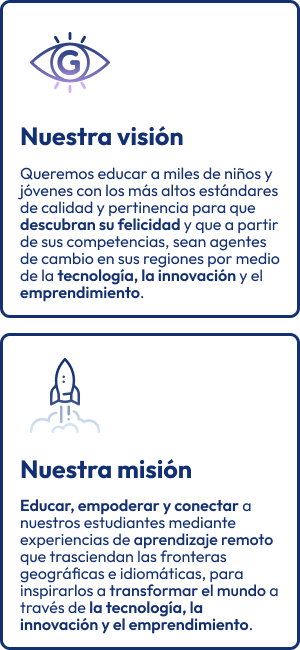 G
Nuestra visión
Queremos educar a miles de niños y
jóvenes con los más altos estándares
de calidad y pertinencia para que
descubran su felicidad y que a partir
de sus competencias, sean agentes
de cambio en sus regiones por medio
de la tecnología, la innovación y el
emprendimiento.
Nuestra misión
Educar, empoderar y conectar a
nuestros estudiantes mediante
experiencias de aprendizaje remoto
que trasciendan las fronteras
geográficas e idiomáticas, para
inspirarlos a transformar el mundo a
través de la tecnología, la
innovación y el emprendimiento.